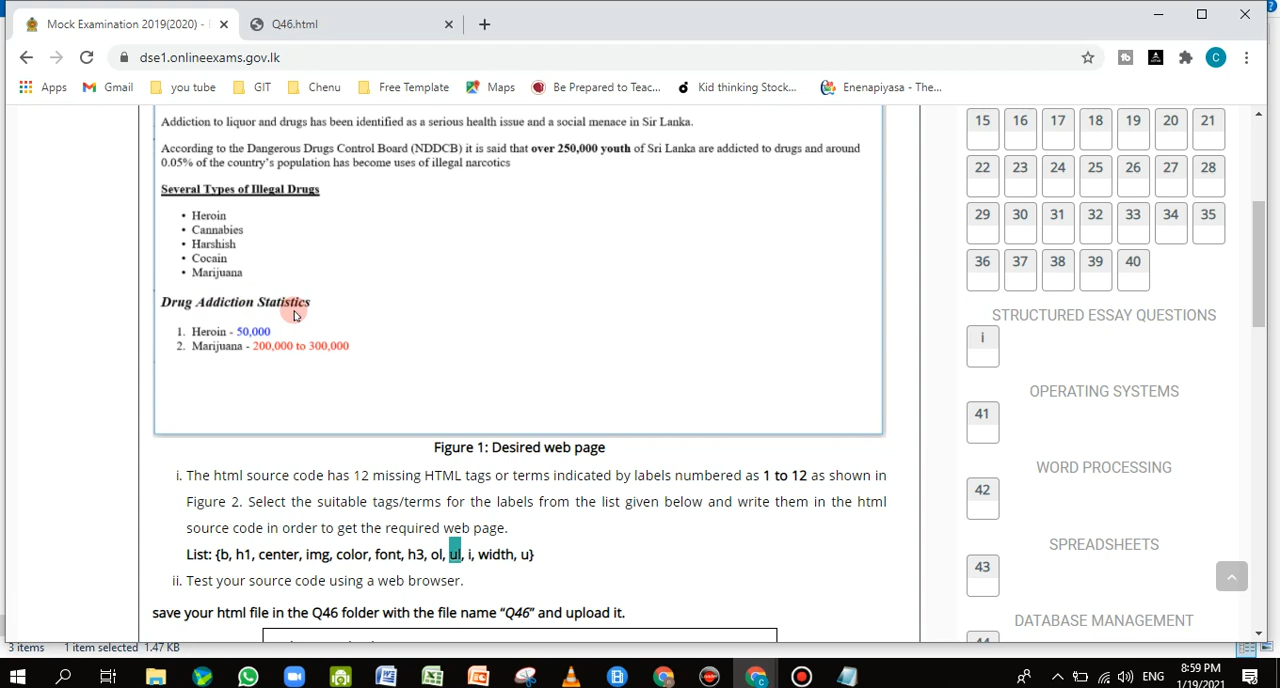 Mock Examination 2019(2020) -
Q46.html
dse1.onlineexams.gov.lk
Apps
Gmail
you tube
GIT
Chenu
Free Template
Maps
Be Prepared to Teac...
Kid thinking Stock...
Enenapiyasa - The...
Addiction to liquor and drugs has been identified as a serious health issue and a social menace in Sir Lanka.
According to the Dangerous Drugs Control Board (NDDCB) it is said that over 250,000 youth of Sri Lanka are addicted to drugs and around
0.05% of the country's population has become uses of illegal narcotics
Several Types of Illegal Drugs
• Heroin
• Cannabies
• Harshish
• Cocain
• Marijuana
Drug Addiction Statistics
1. Heroin - 50,000
2. Marijuana - 200,000 to 300,000
Figure 1: Desired web page
i. The html source code has 12 missing HTML tags or terms indicated by labels numbered as 1 to 12 as shown in
Figure 2. Select the suitable tags/terms for the labels from the list given below and write them in the html
source code in order to get the required web page.
List: {b, h1, center, img, color, font, h3, ol, ul, i, width, u}
ii. Test your source code using a web browser.
save your html file in the Q46 folder with the file name "Q46" and upload it.
15 16 17 18 19 20 21
22 23 24 25 26 27 28
29 30 31 32 33 34 35
36 37 38 39 40
STRUCTURED ESSAY QUESTIONS
i
OPERATING SYSTEMS
41
WORD PROCESSING
42
SPREADSHEETS
43
DATABASE MANAGEMENT
3 items 1 item selected 1.47 KB
ENG
8:59 PM
1/19/2021